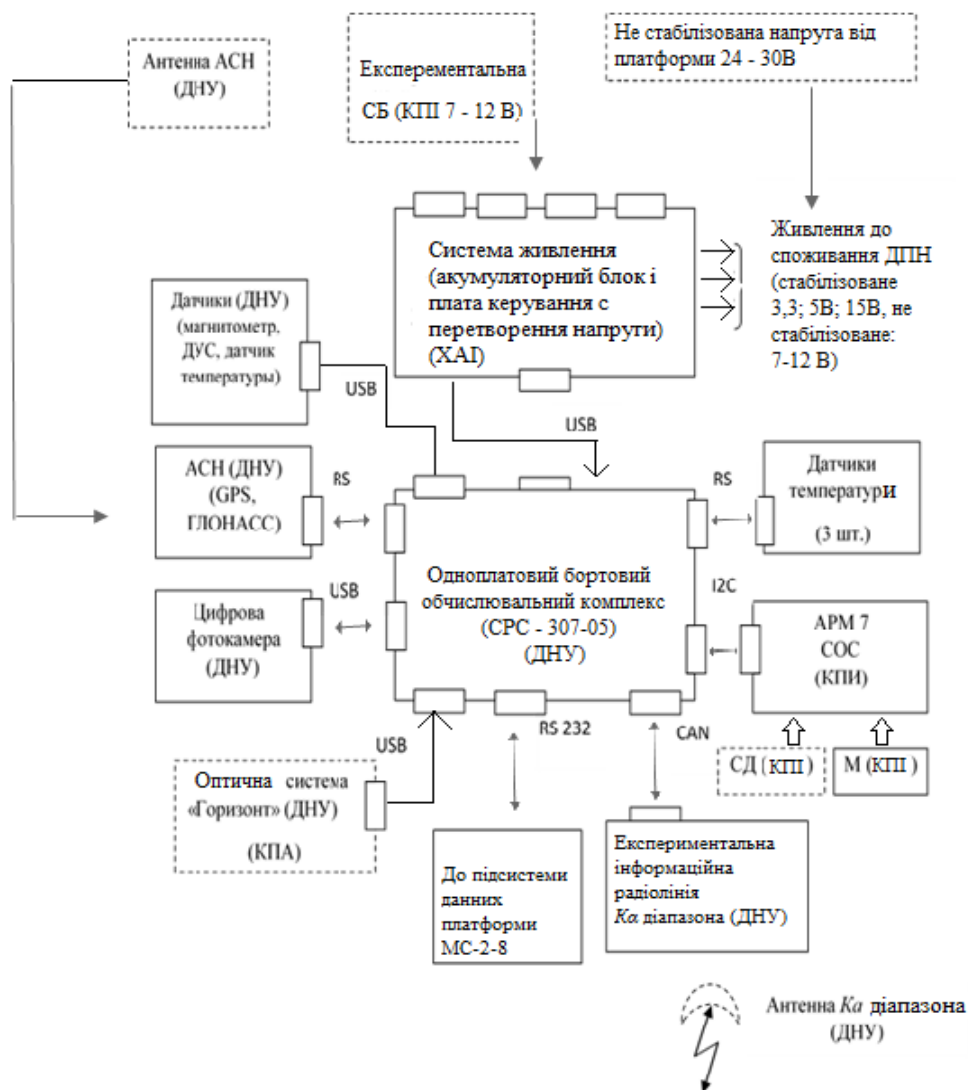 Антенна АСН
(ДНУ)
Експерементальна
СБ (КПІ 7 - 12 В)
Не стабілізована напруга від
платформи 24 - 30В
Система живлення
(акумуляторний блок і
плата керування с
перетворення напруги)
(ХАІ)
Живлення до
споживання ДПН
(стабілізоване
3,3; 5В; 15В, не
стабілізоване:
7-12 В)
Датчики (ДНУ)
(магнитометр,
ДУС, датчик
температуры)
USB
USB
АСН (ДНУ)
(GPS,
ГЛОНАСС)
RS
Одноплатовий бортовий
обчислювальний комплекс
(СРС - 307-05)
(ДНУ)
RS
Датчики
температури
(3 шт.)
Цифрова
фотокамера
(ДНУ)
USB
I2C
АРМ 7
СОС
(КПИ)
USB
RS 232
CAN
СД (КПІ )
М (КПІ )
Оптична система
«Горизонт» (ДНУ)
(КПА)
До підсистеми
данних
платформи
МС-2-8
Експериментальна
інформаційна
радіолінія
Ка діапазона (ДНУ)
Антенна Ка діапазона
(ДНУ)